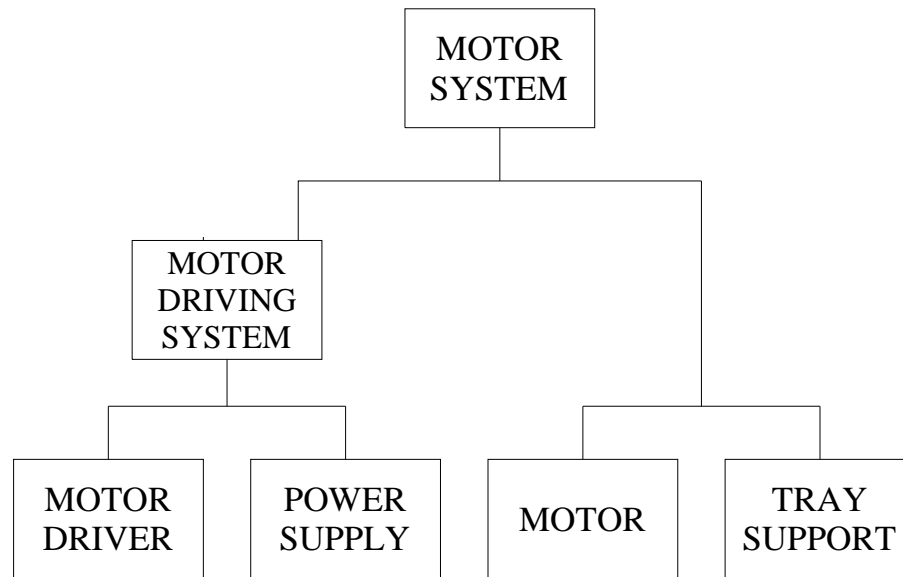 MOTOR
SYSTEM
MOTOR
DRIVING
SYSTEM
MOTOR
DRIVER
POWER
SUPPLY
MOTOR
TRAY
SUPPORT